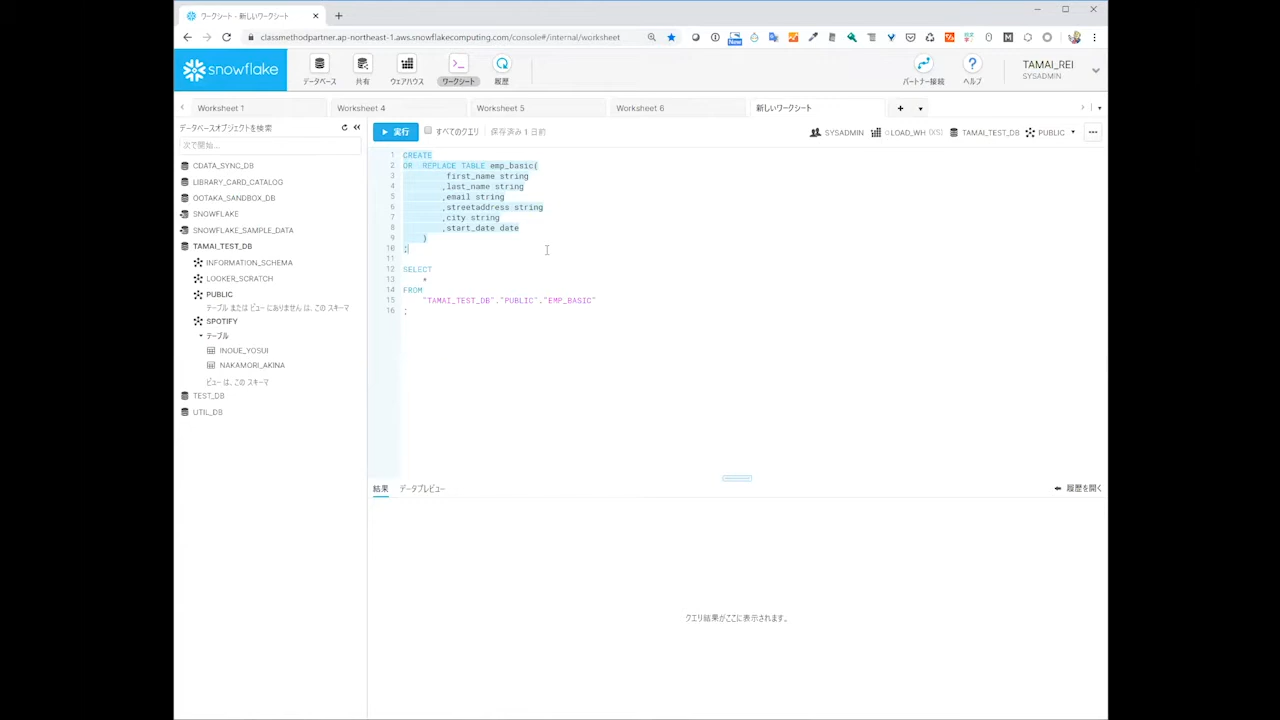 ワークシート - 新しいワークシート
classmethodpartner.ap-northeast-1.aws.snowflakecomputing.com/console#/internal/worksheet
New
snowflake
データベース
共有
ウェアハウス
ワークシート
履歴
パートナー接続
ヘルプ
TAMAI_REI
SYSADMIN
Worksheet 1
Worksheet 4
Worksheet 5
Worksheet 6
新しいワークシート
データベースオブジェクトを検索
次で開始...
CDATA_SYNC_DB
LIBRARY_CARD_CATALOG
OOTAKA_SANDBOX_DB
SNOWFLAKE
SNOWFLAKE_SAMPLE_DATA
TAMAI_TEST_DB
INFORMATION_SCHEMA
LOOKER_SCRATCH
PUBLIC
テーブル または ビュー にありません は、この スキーマ
SPOTIFY
テーブル
INOUE_YOSUI
NAKAMORI_AKINA
ビュー は、この スキーマ
TEST_DB
UTIL_DB
実行
すべてのクエリ
保存済み 1 日前
SYSADMIN
LOAD_WH (XS)
TAMAI_TEST_DB
PUBLIC
1 CREATE
2 OR REPLACE TABLE emp_basic(
3 first_name string
4 ,last_name string
5 ,email string
6 ,streetaddress string
7 ,city string
8 ,start_date date
9 )
10 ;
11
12 SELECT
13 *
14 FROM
15 "TAMAI_TEST_DB"."PUBLIC"."EMP_BASIC"
16 ;
結果
データプレビュー
履歴を開く
クエリ結果がここに表示されます。